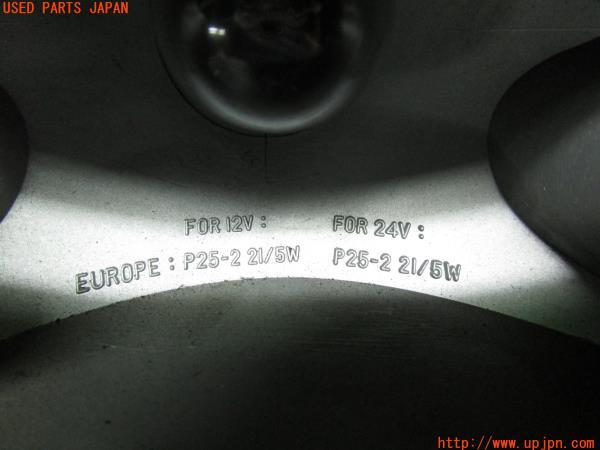 USED PARTS JAPAN
FOR 12V : FOR 24V :
EUROPE : P25-2 21/5W P25-2 21/5W
http://www.upjpn.com/